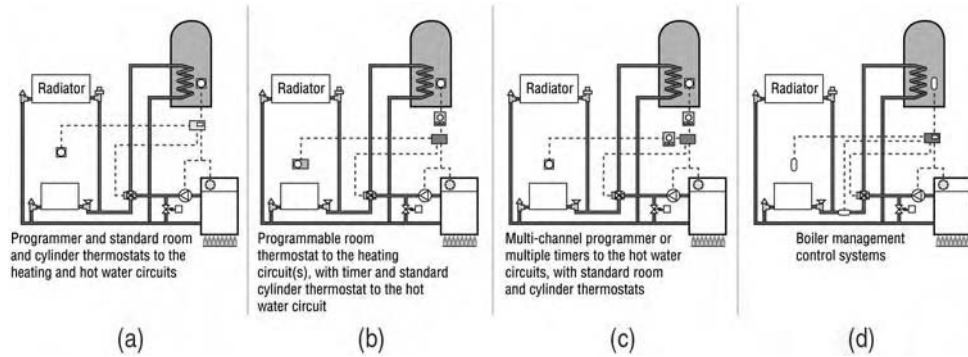 Radiator
Programmer and standard room
and cylinder thermostats to the
heating and hot water circuits
(a)
Radiator
Programmable room
thermostat to the heating
circuit(s), with timer and standard
cylinder thermostat to the hot
water circuit
(b)
Radiator
Multi-channel programmer or
multiple timers to the hot water
circuits, with standard room
and cylinder thermostats
(c)
Radiator
Boiler management
control systems
(d)